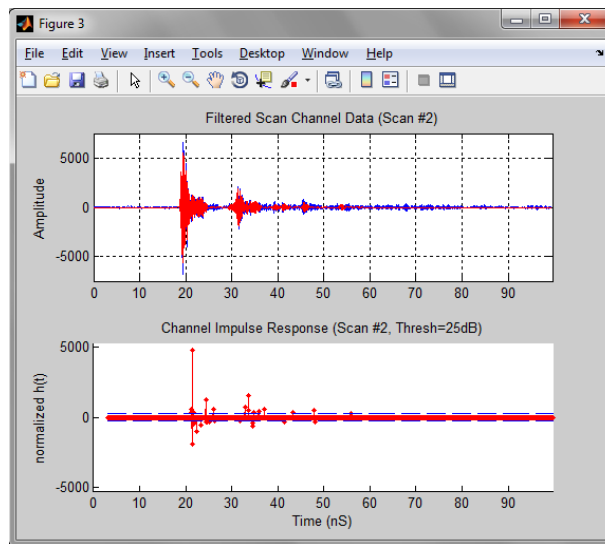 Figure 3
File Edit View Insert Tools Desktop Window Help
Filtered Scan Channel Data (Scan #2)
5000
0
-5000
Amplitude
0 10 20 30 40 50 60 70 80 90
Channel Impulse Response (Scan #2, Thresh=25dB)
5000
0
-5000
normalized h(t)
0 10 20 30 40 50 60 70 80 90
Time (nS)